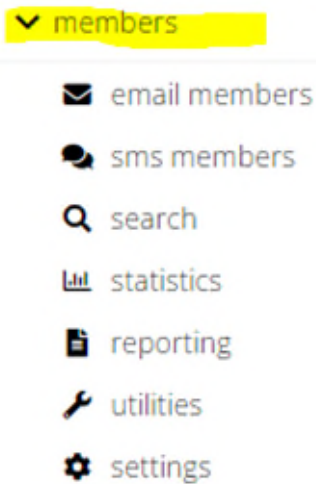 members
email members
sms members
search
statistics
reporting
utilities
settings